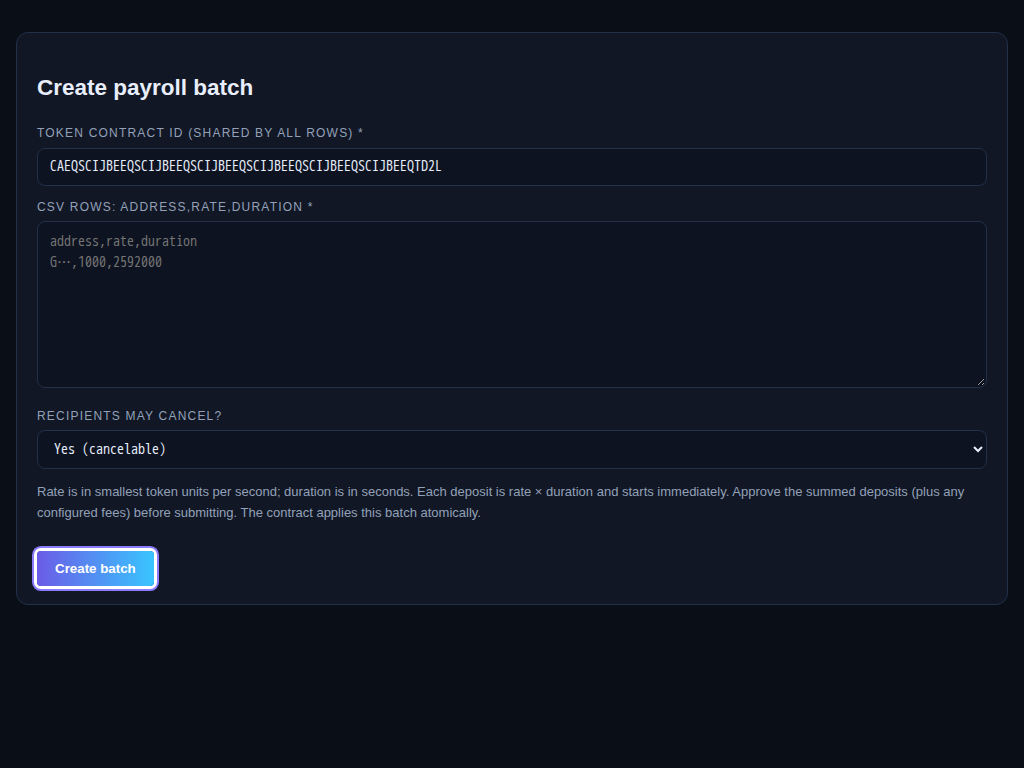 Create payroll batch
TOKEN CONTRACT ID (SHARED BY ALL ROWS) *
CAEQSCIJBEEQSCIJBEEQSCIJBEEQSCIJBEEQSCIJBEEQSCIJBEEQTD2L
CSV ROWS: ADDRESS,RATE,DURATION *
address,rate,duration
G…,1000,2592000
RECIPIENTS MAY CANCEL?
Yes (cancelable)
Rate is in smallest token units per second; duration is in seconds. Each deposit is rate × duration and starts immediately. Approve the summed deposits (plus any
configured fees) before submitting. The contract applies this batch atomically.
Create batch